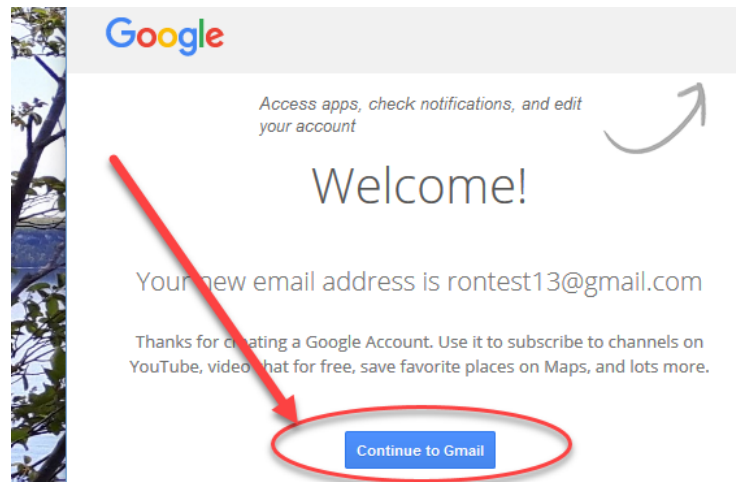 Google
Access apps, check notifications, and edit
your account
Welcome!
Your new email address is rontest13@gmail.com
Thanks for creating a Google Account. Use it to subscribe to channels on
YouTube, video chat for free, save favorite places on Maps, and lots more.
Continue to Gmail